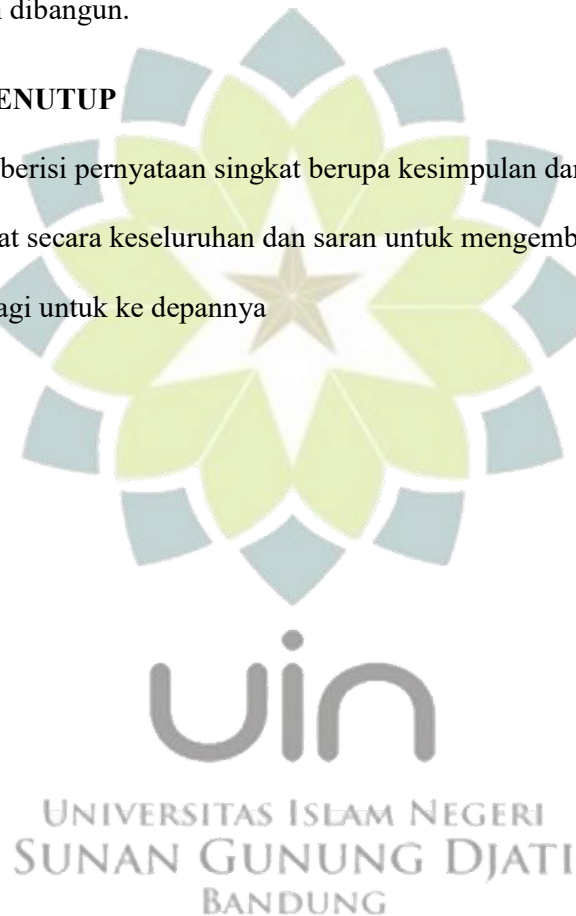 dibangun.
ENUTUP
berisi pernyataan singkat berupa kesimpulan dar
at secara keseluruhan dan saran untuk mengemb
agi untuk ke depannya
uin
UNIVERSITAS ISLAM NEGERI
SUNAN GUNUNG DJATI
BANDUNG